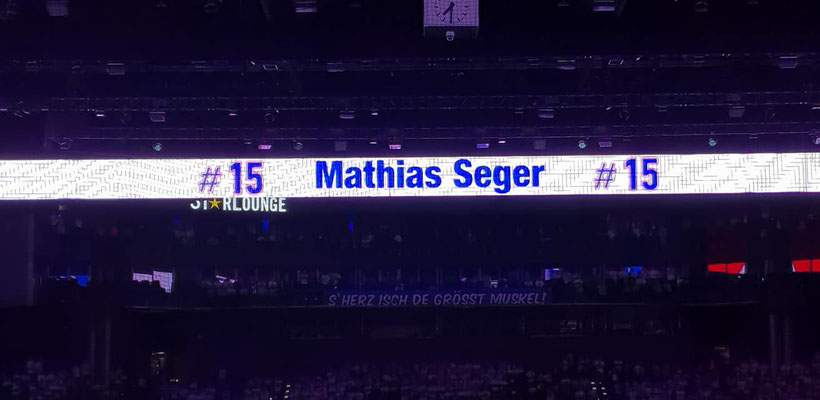 #15 Mathias Seger #15
ST★RLOUNGE
S'HERZ ISCH DE GRÖSST MUSKEL!